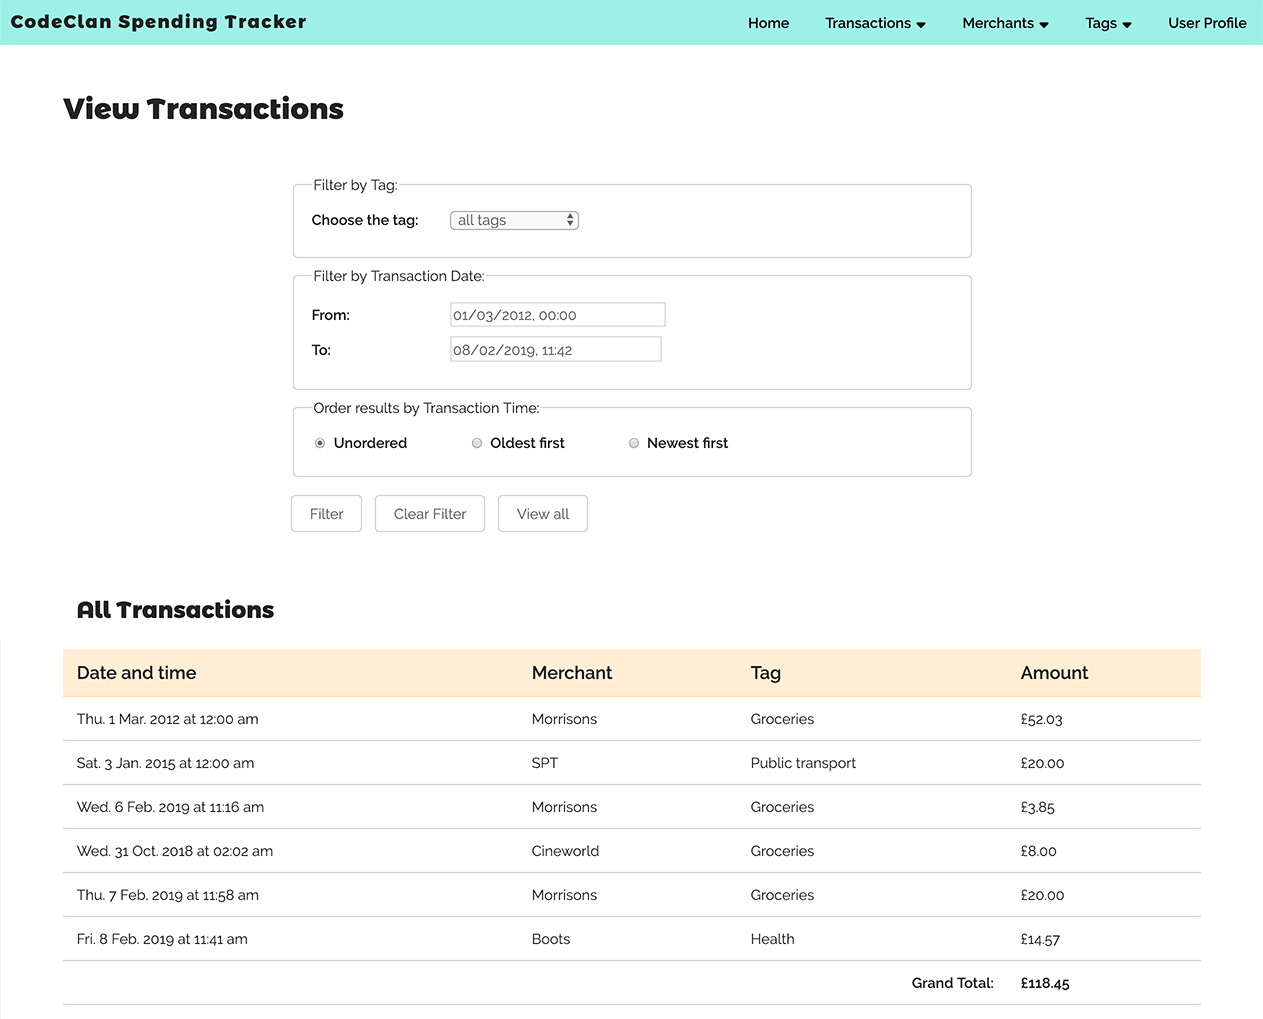 CodeClan Spending Tracker Home Transactions Merchants Tags User Profile
View Transactions
Filter by Tag:
Choose the tag: all tags
Filter by Transaction Date:
From: 01/03/2012, 00:00
To: 08/02/2019, 11:42
Order results by Transaction Time:
Unordered Oldest first Newest first
Filter Clear Filter View all
All Transactions
Date and time Merchant Tag Amount
Thu. 1 Mar. 2012 at 12:00 am Morrisons Groceries £52.03
Sat. 3 Jan. 2015 at 12:00 am SPT Public transport £20.00
Wed. 6 Feb. 2019 at 11:16 am Morrisons Groceries £3.85
Wed. 31 Oct. 2018 at 02:02 am Cineworld Groceries £8.00
Thu. 7 Feb. 2019 at 11:58 am Morrisons Groceries £20.00
Fri. 8 Feb. 2019 at 11:41 am Boots Health £14.57
Grand Total: £118.45